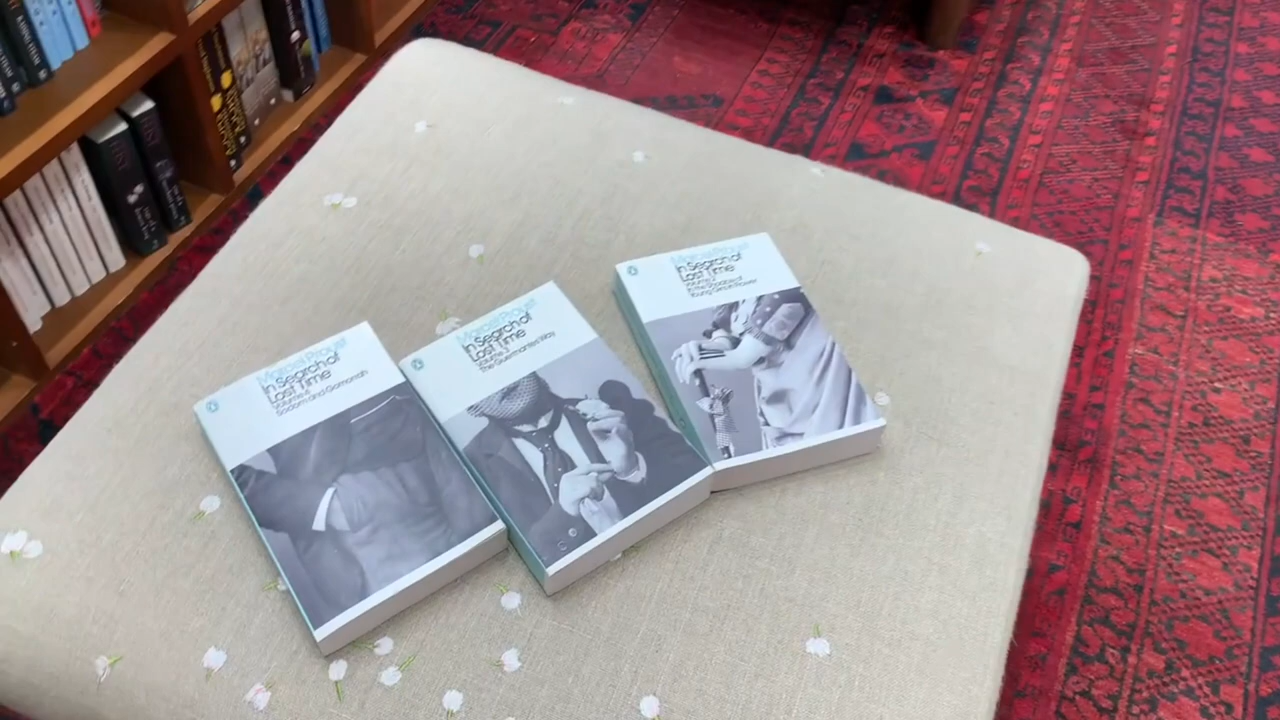 Marcel Proust
In Search of
Lost Time
Volume 4
Sodom and Gomorrah
Marcel Proust
In Search of
Lost Time
Volume 3
The Guermantes Way
Marcel Proust
In Search of
Lost Time
Volume 2
In the Shadow of
Young Girls in Flower